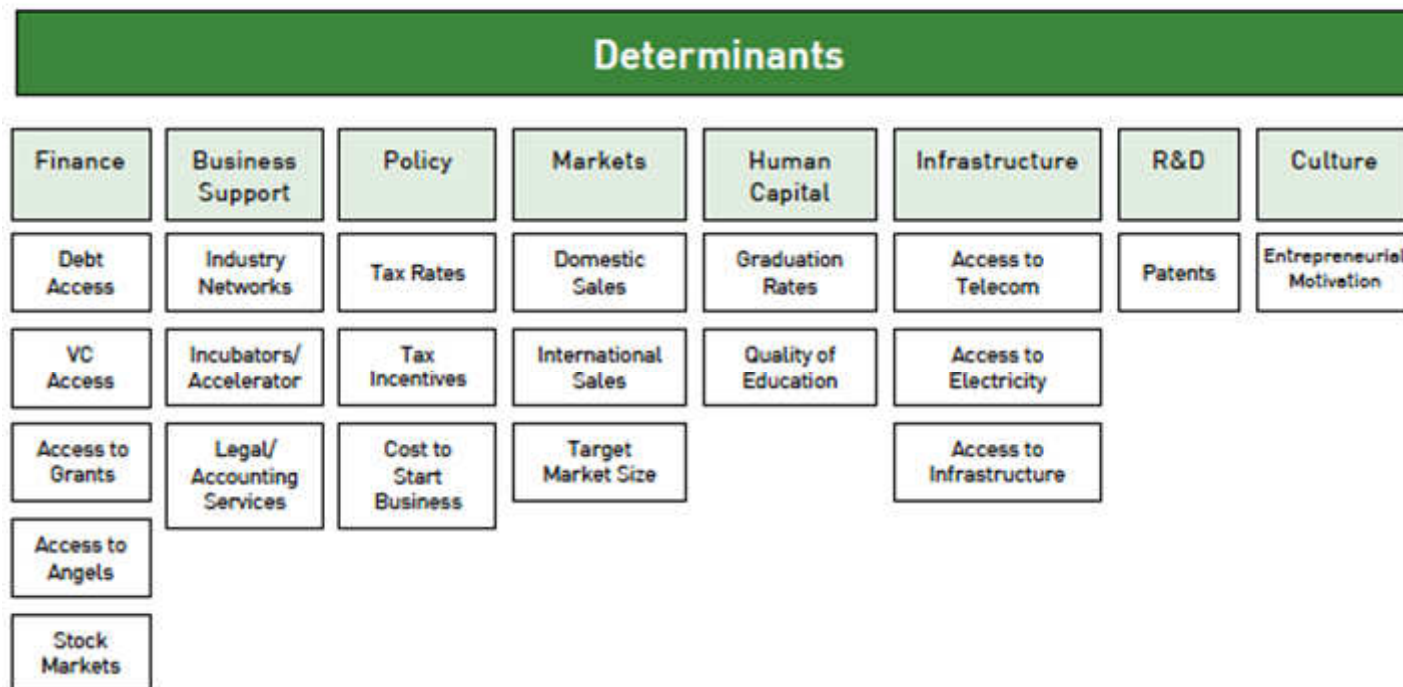 Determinants
Finance
Business
Support
Policy
Markets
Human
Capital
Infrastructure
R&D
Culture
Debt
Access
Industry
Networks
Tax Rates
Domestic
Sales
Graduation
Rates
Access to
Telecom
Patents
Entrepreneurial
Motivation
VC
Access
Incubators/
Accelerator
Tax
Incentives
International
Sales
Quality of
Education
Access to
Electricity
Access to
Grants
Legal/
Accounting
Services
Cost to
Start
Business
Target
Market Size
Access to
Infrastructure
Access to
Angels
Stock
Markets